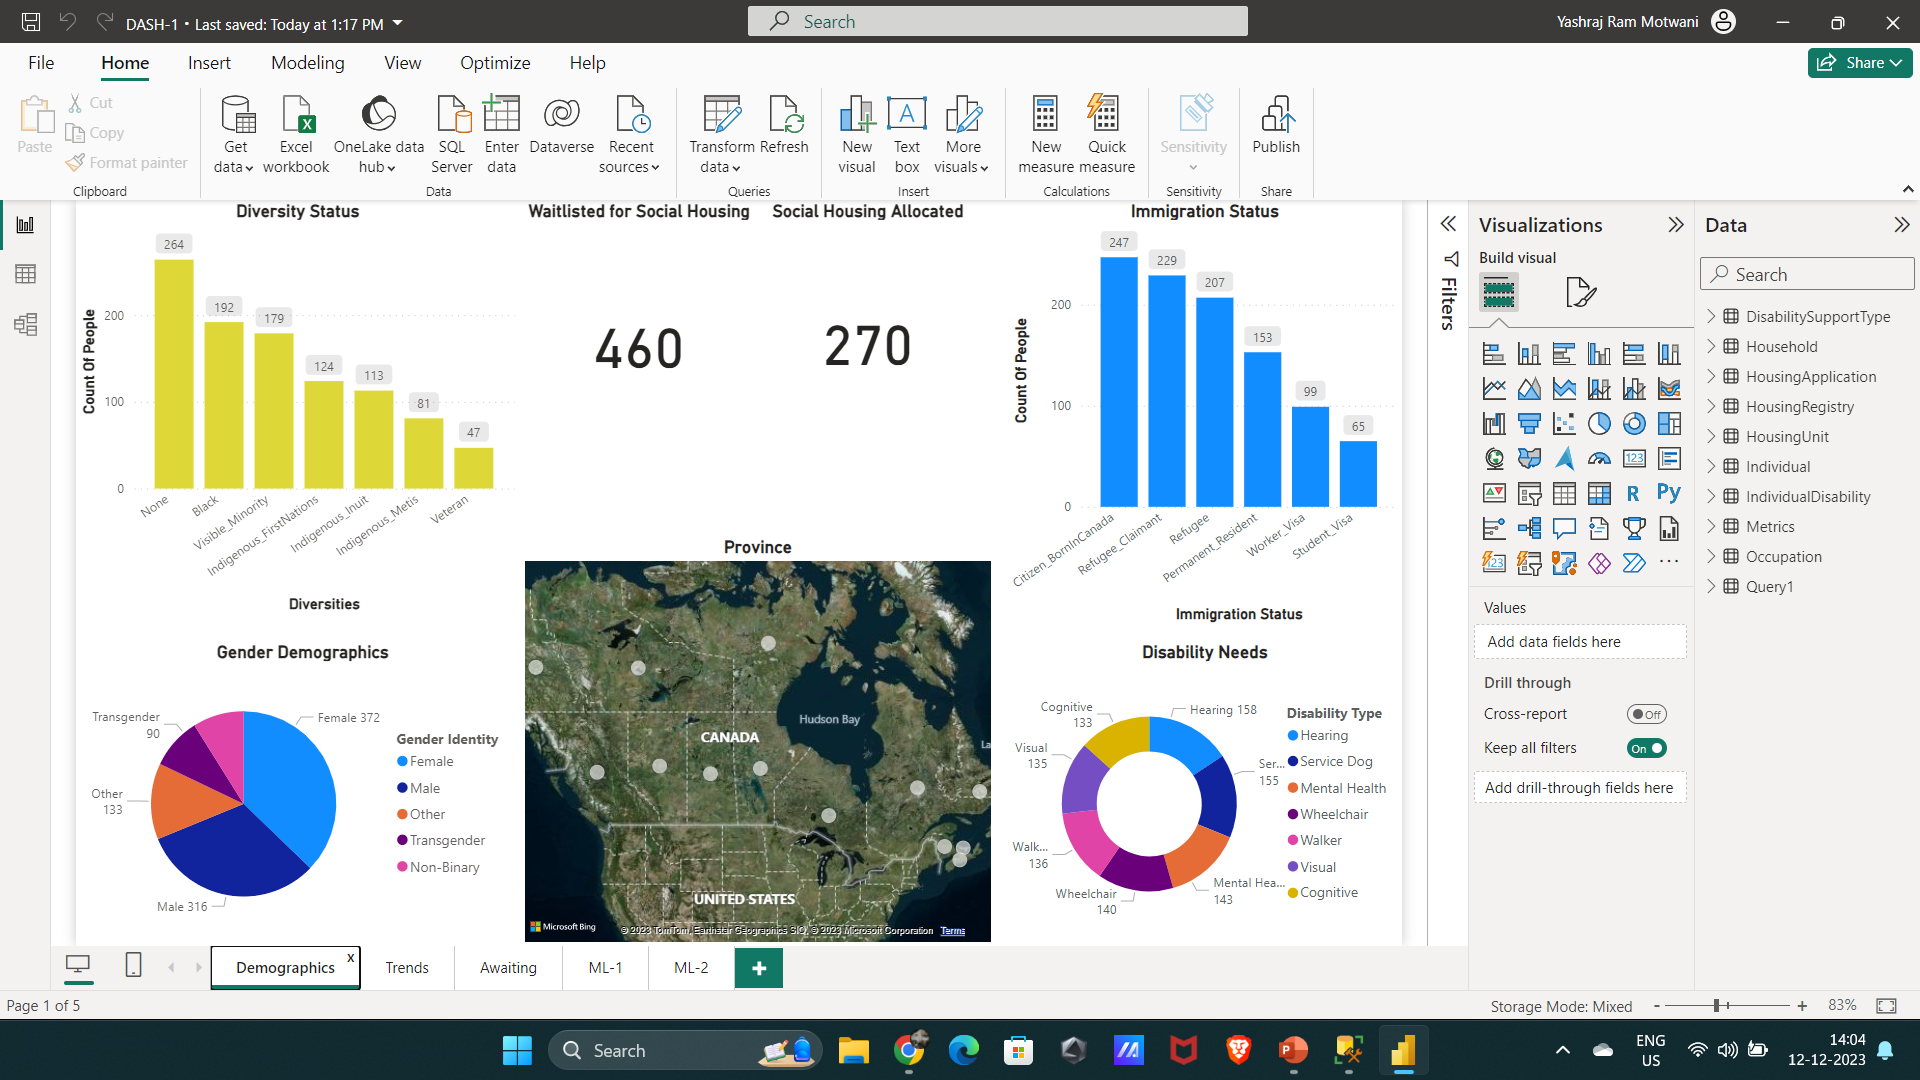 DASH-1 • Last saved: Today at 1:17 PM
Search
Yashraj Ram Motwani
File
Home
Insert
Modeling
View
Optimize
Help
Share
Paste
Cut
Copy
Format painter
Clipboard
Get data
Excel workbook
OneLake data hub
SQL Server
Enter data
Dataverse
Recent sources
Data
Transform data
Refresh
Queries
New visual
Text box
More visuals
Insert
New measure
Quick measure
Calculations
Sensitivity
Sensitivity
Publish
Share
Diversity Status
Count Of People
200
100
0
264
192
179
124
113
81
47
None
Black
Visible_Minority
Indigenous_FirstNations
Indigenous_Inuit
Indigenous_Metis
Veteran
Diversities
Waitlisted for Social Housing
460
Social Housing Allocated
270
Immigration Status
Count Of People
200
100
0
247
229
207
153
99
65
Citizen_BornInCanada
Refugee_Claimant
Refugee
Permanent_Resident
Worker_Visa
Student_Visa
Immigration Status
Gender Demographics
Transgender
90
Female 372
Other
133
Male 316
Gender Identity
Female
Male
Other
Transgender
Non-Binary
Province
Hudson Bay
CANADA
La
UNITED STATES
Microsoft Bing
© 2023 TomTom, Earthstar Geographics SIO, © 2023 Microsoft Corporation
Terms
Disability Needs
Cognitive
133
Hearing 158
Visual
135
Ser...
155
Walk...
136
Wheelchair
140
Mental Hea...
143
Disability Type
Hearing
Service Dog
Mental Health
Wheelchair
Walker
Visual
Cognitive
Filters
Visualizations
Build visual
123
R
Py
123
Values
Add data fields here
Drill through
Cross-report
Off
Keep all filters
On
Add drill-through fields here
Data
Search
DisabilitySupportType
Household
HousingApplication
HousingRegistry
HousingUnit
Individual
IndividualDisability
Metrics
Occupation
Query1
Demographics
x
Trends
Awaiting
ML-1
ML-2
+
Page 1 of 5
Storage Mode: Mixed
- + 83%
Search
ENG
US
14:04
12-12-2023